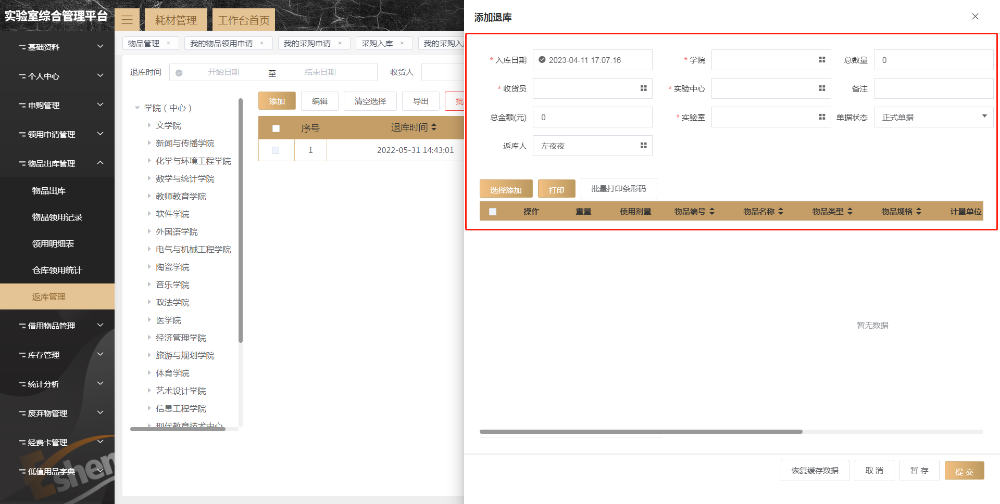 实验室综合管理平台
耗材管理
工作台首页
基础资料
个人中心
申购管理
领用申请管理
物品出库管理
物品出库
物品领用记录
领用明细表
仓库领用统计
返库管理
借用物品管理
库存管理
统计分析
废弃物管理
经费卡管理
低值用品字典
Eshen
物品管理 ×
我的物品领用申请 ×
我的采购申请 ×
采购入库 ×
我的采购入
退库时间 开始日期 至 结束日期 收货人
学院（中心）
文学院
新闻与传播学院
化学与环境工程学院
数学与统计学院
教师教育学院
软件学院
外国语学院
电气与机械工程学院
陶瓷学院
音乐学院
政法学院
医学院
经济管理学院
旅游与规划学院
体育学院
艺术设计学院
信息工程学院
现代教育技术中心
添加 编辑 清空选择 导出 批
序号 退库时间
1 2022-05-31 14:43:01
添加退库
* 入库日期 2023-04-11 17:07:16 * 学院 总数量 0
* 收货员 * 实验中心 备注
总金额(元) 0 * 实验室 单据状态 正式单据
返库人 左夜夜
选择添加 打印 批量打印条形码
操作 重量 使用剂量 物品编号 物品名称 物品类型 物品规格 计量单位
暂无数据
恢复缓存数据 取 消 暂 存 提 交